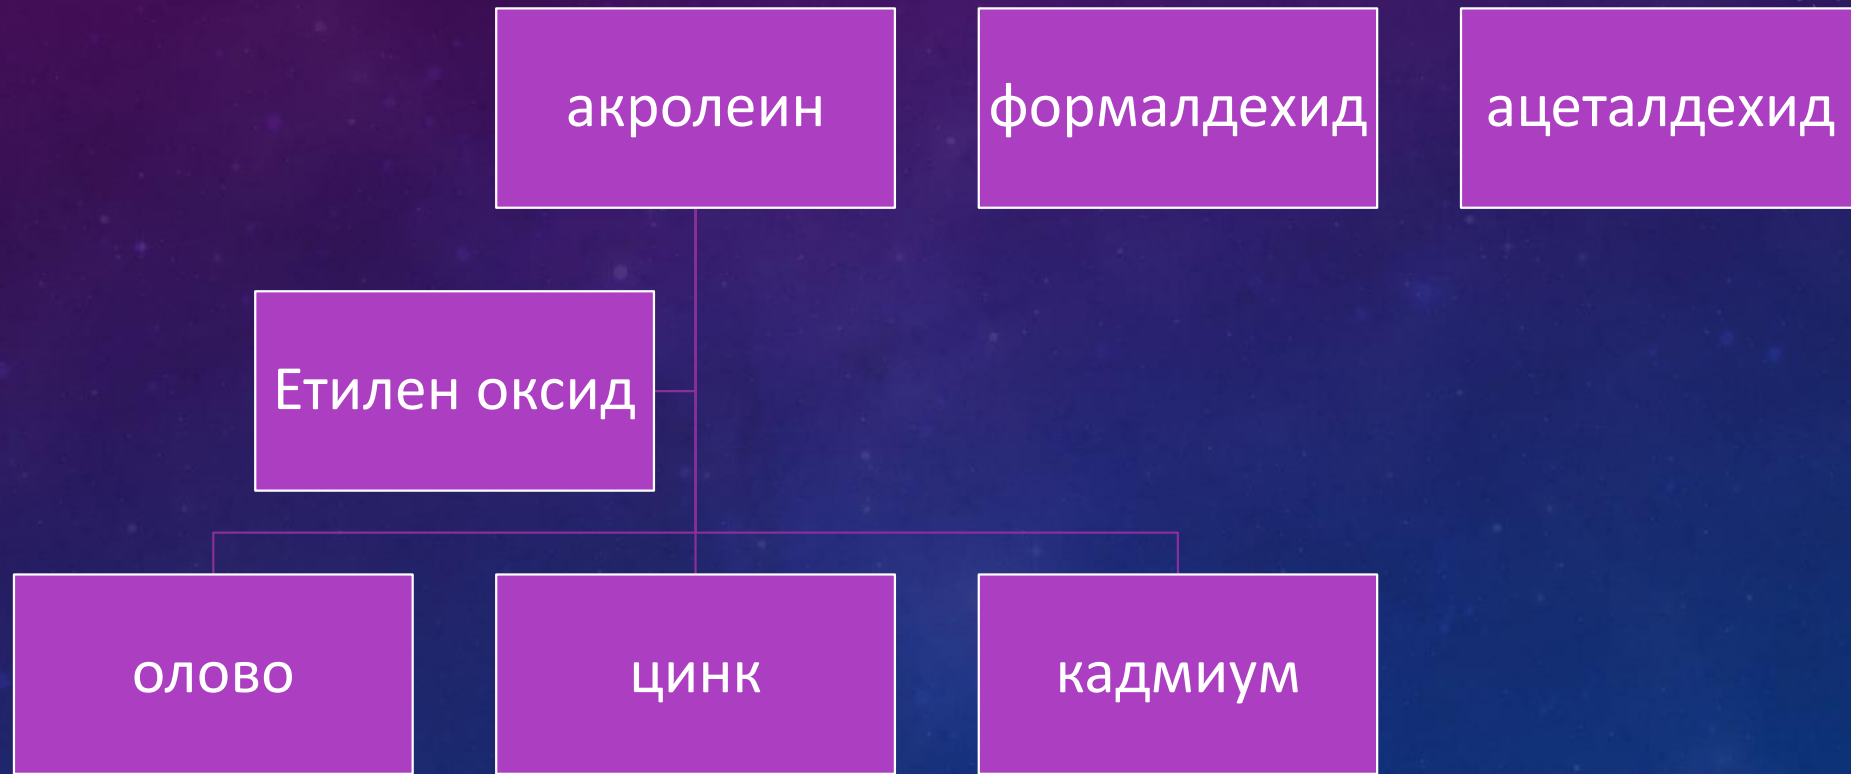 акролеин
формалдехид
ацеталдехид
Етилен оксид
олово
цинк
кадмиум